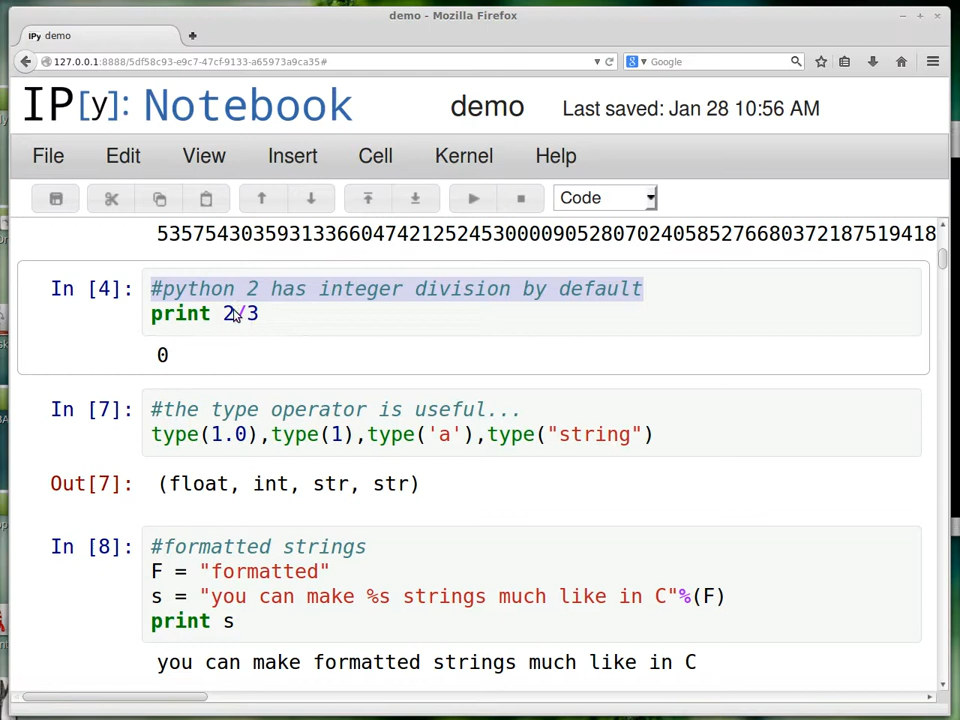 demo - Mozilla Firefox
IPy demo
127.0.0.1:8888/5df58c93-e9c7-47cf-9133-a65973a9ca35#
Google
IP[y]: Notebook demo Last saved: Jan 28 10:56 AM
File Edit View Insert Cell Kernel Help
Code
53575430359313366047421252453000090528070240585276680372187519418
In [4]: #python 2 has integer division by default
print 2/3
0
In [7]: #the type operator is useful...
type(1.0),type(1),type('a'),type("string")
Out[7]: (float, int, str, str)
In [8]: #formatted strings
F = "formatted"
s = "you can make %s strings much like in C"%(F)
print s
you can make formatted strings much like in C